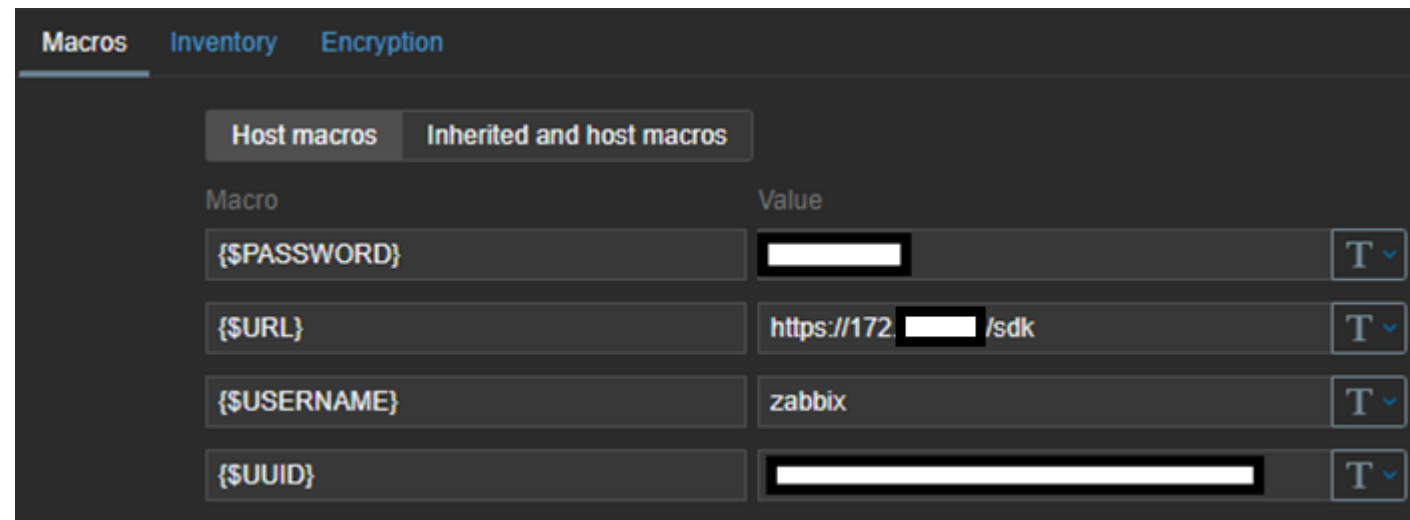 Macros Inventory Encryption
Host macros Inherited and host macros
Macro Value
{$PASSWORD} T
{$URL} https://172. /sdk T
{$USERNAME} zabbix T
{$UUID} T